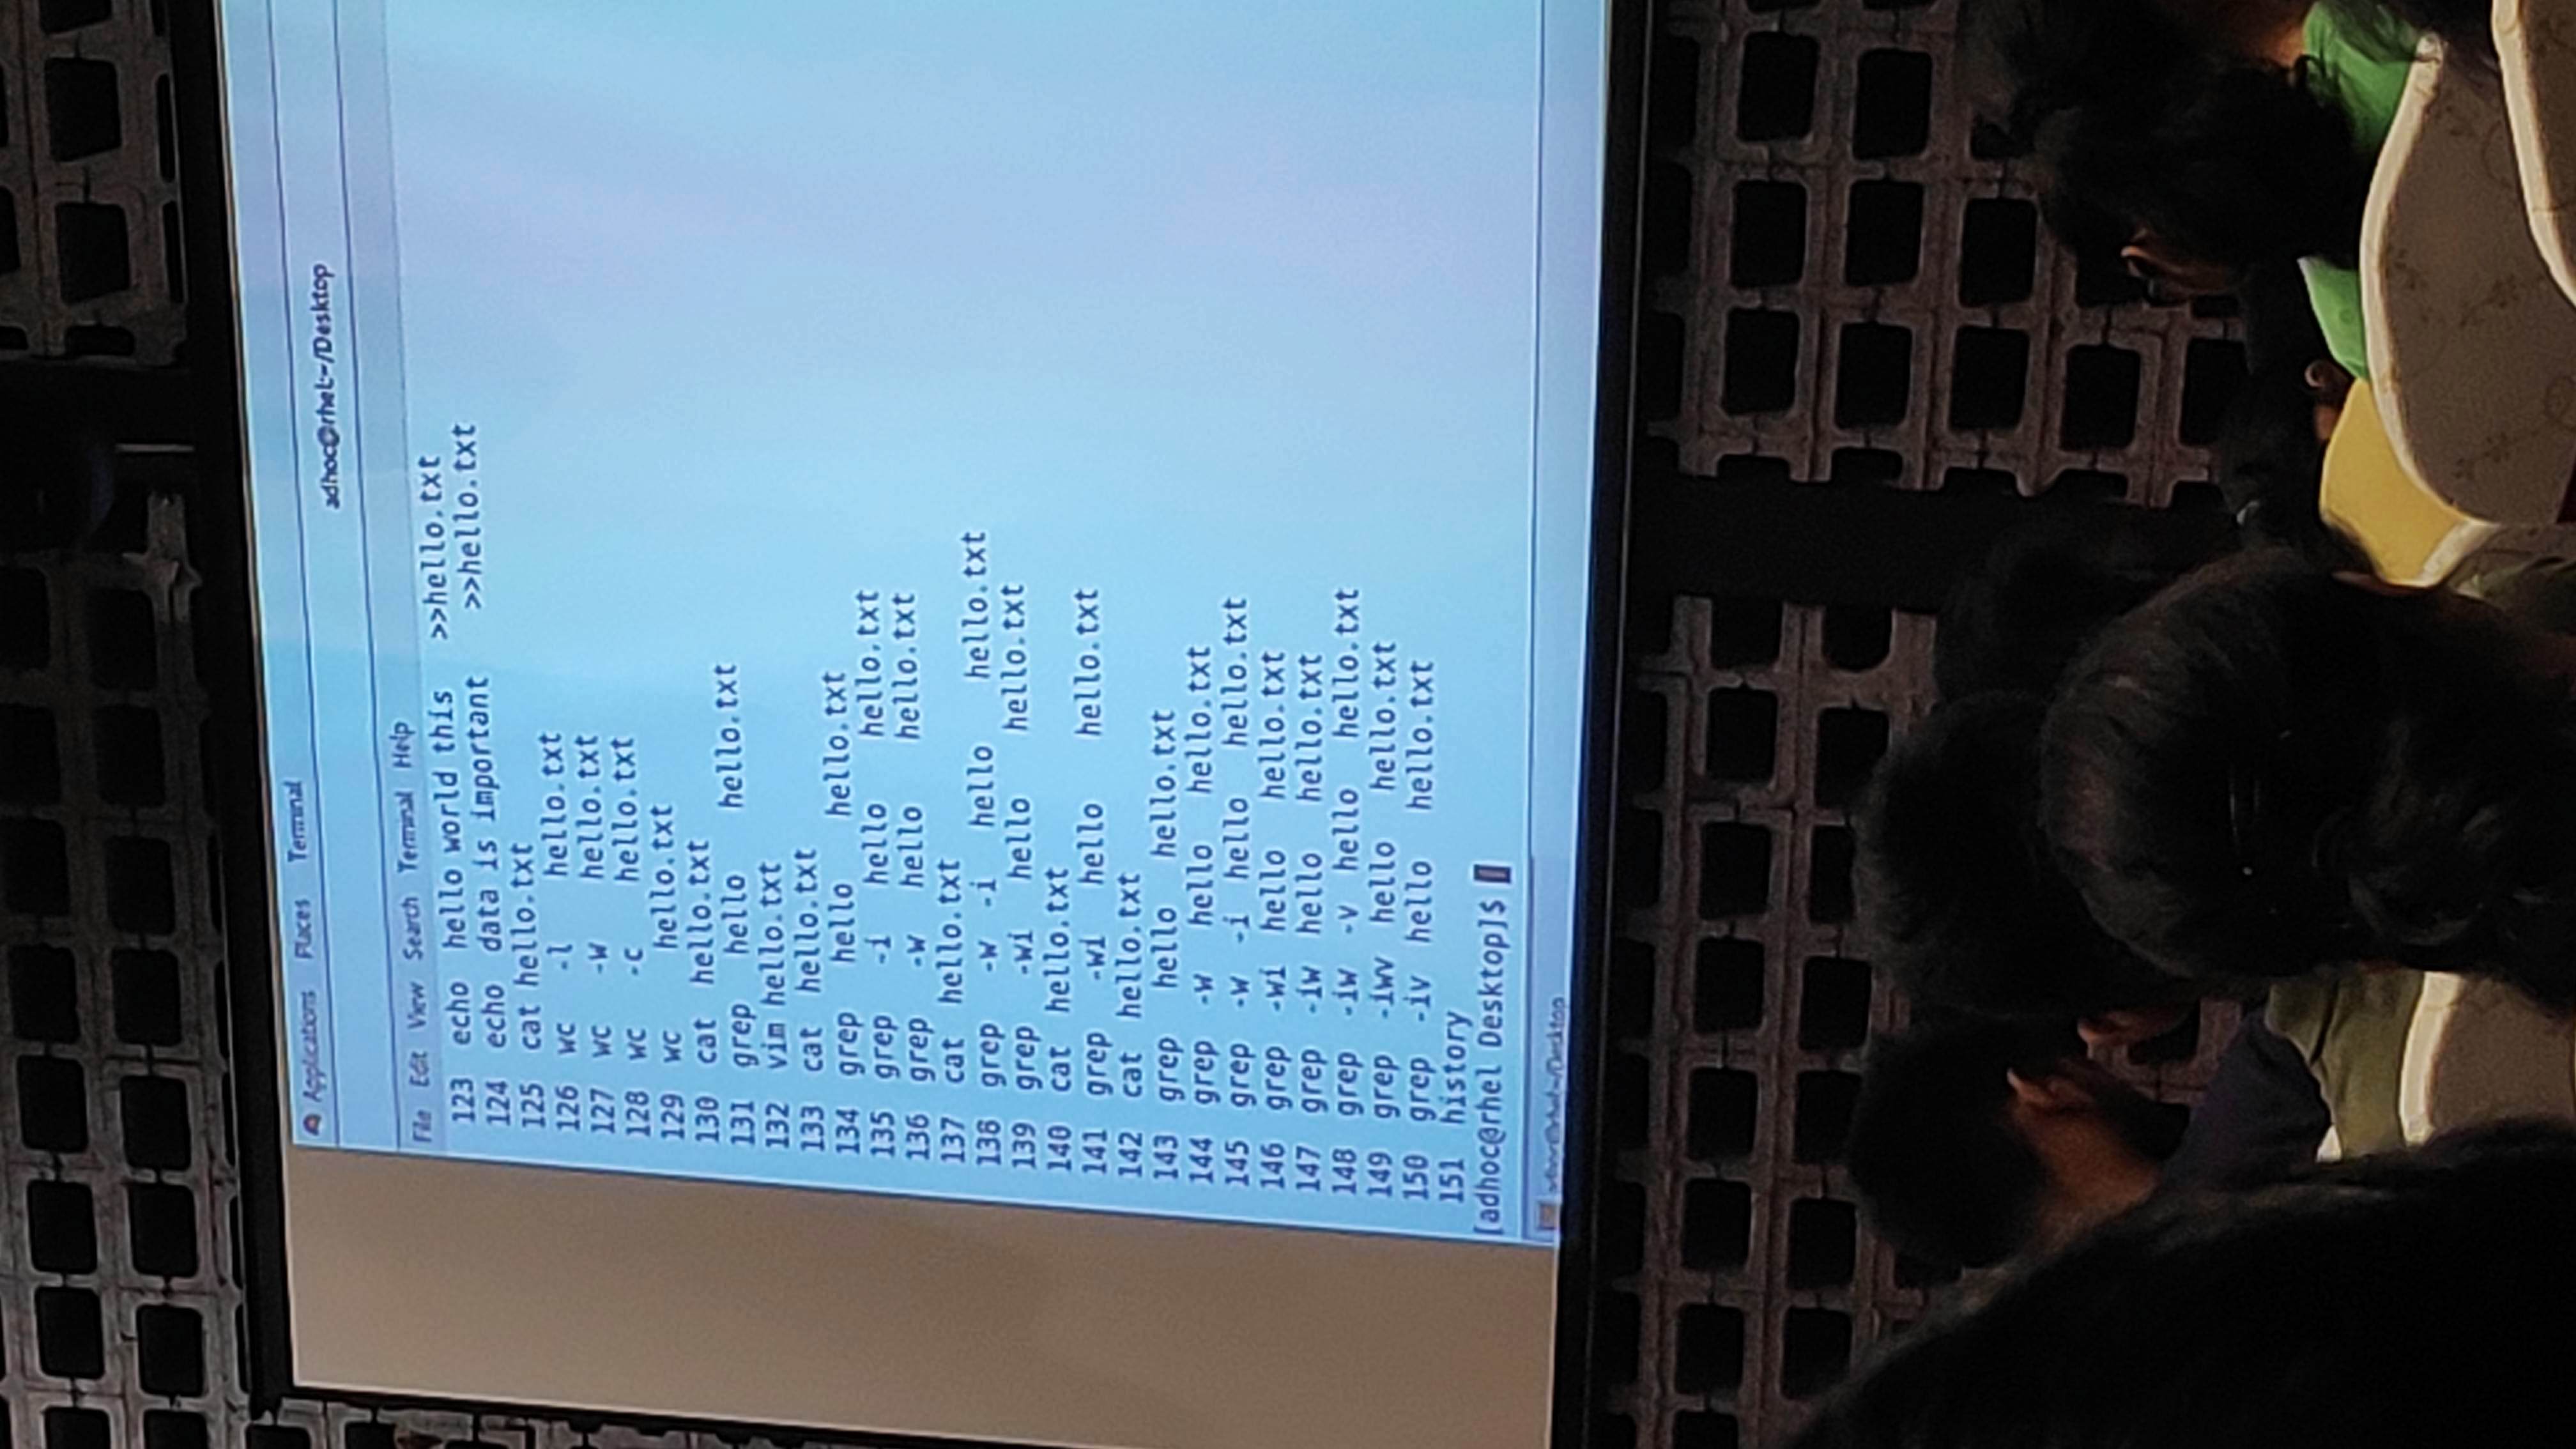 Applications Places Terminal
adhoc@rhel:~/Desktop
File Edit View Search Terminal Help
123 echo hello world this >>hello.txt
124 echo data is important >>hello.txt
125 cat hello.txt
126 wc -l hello.txt
127 wc -w hello.txt
128 wc -c hello.txt
129 wc hello.txt
130 cat hello.txt
131 grep hello hello.txt
132 vim hello.txt
133 cat hello.txt
134 grep hello hello.txt
135 grep -i hello hello.txt
136 grep -w hello hello.txt
137 cat hello.txt
138 grep -w -i hello hello.txt
139 grep -wi hello hello.txt
140 cat hello.txt
141 grep -wi hello hello.txt
142 cat hello.txt
143 grep hello hello.txt
144 grep -w hello hello.txt
145 grep -w -i hello hello.txt
146 grep -wi hello hello.txt
147 grep -iw hello hello.txt
148 grep -iw -v hello hello.txt
149 grep -iwv hello hello.txt
150 grep -iv hello hello.txt
151 history
[adhoc@rhel Desktop]$
adhoc@rhel:~/Desktop